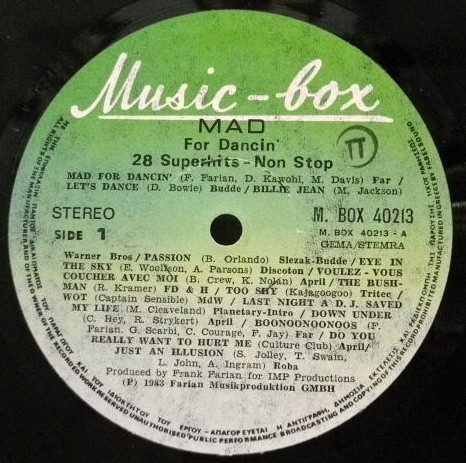 Music-box
MAD
For Dancin'
28 Superhits - Non Stop
Π
MAD FOR DANCIN' (F. Farian, D. Kawohl, M. Davis) Far /
LET'S DANCE (D. Bowie) Budde / BILLIE JEAN (M. Jackson)
STEREO
M. BOX 40213
SIDE 1
M. BOX 40213 - A
GEMA/STEMRA
Warner Bros / PASSION (B. Orlando) Slezak-Budde / EYE IN
THE SKY (E. Woolfson, A. Parsons) Discoton / VOULEZ - VOUS
COUCHER AVEC MOI (B. Crew, K Nolan) April / THE BUSH-
MAN (R. Kramer) FD & H / TOO SHY (Kajagoogoo) Tritec /
WOT (Captain Sensible) MdW / LAST NIGHT A D.J. SAVED
MY LIFE (M. Cleveland) Planetary-Intro / DOWN UNDER
(C. Hey, R. Strykert) April / BOONOONOONOOS (F.
Farian. G. Scarbi, C. Courage, F. Jay) Far / DO YOU
REALLY WANT TO HURT ME (Culture Club) April/
JUST AN ILLUSION (S. Jolley, T. Swain,
L. John, A. Ingram) Roba
Produced by Frank Farian for IMP Productions
(P) 1983 Farian Musikproduktion GMBH